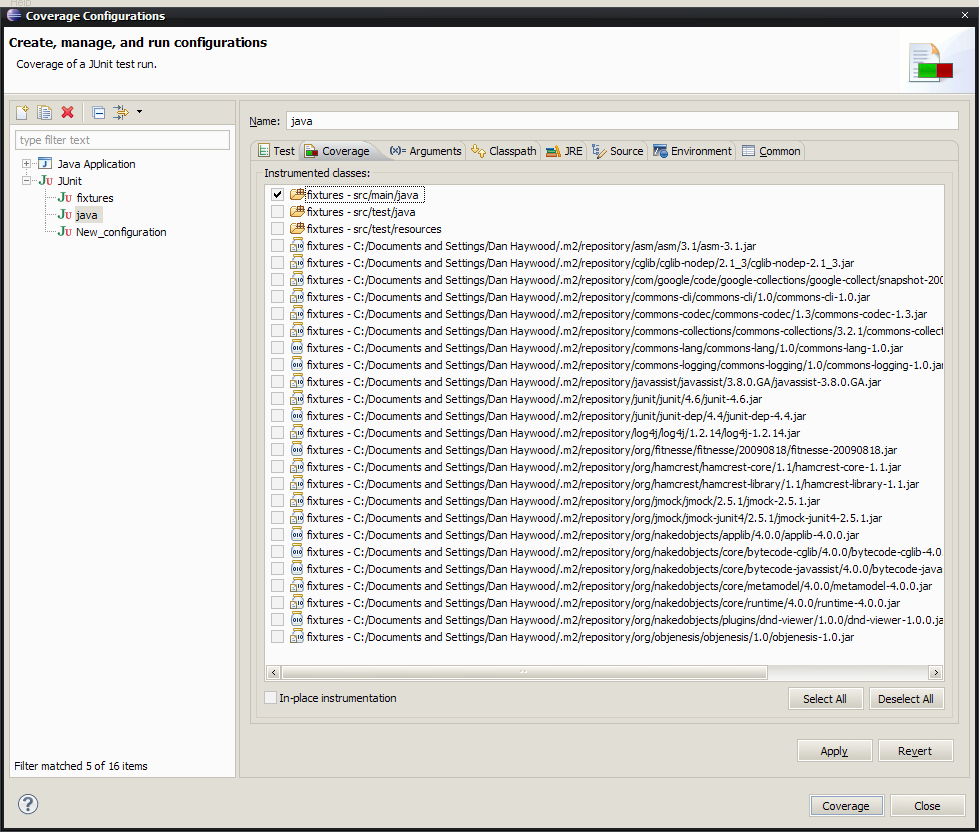 Help
Coverage Configurations
Create, manage, and run configurations
Coverage of a JUnit test run.
type filter text
Java Application
JUnit
fixtures
java
New_configuration
Filter matched 5 of 16 items
Name: java
Test Coverage Arguments Classpath JRE Source Environment Common
Instrumented classes:
fixtures - src/main/java
fixtures - src/test/java
fixtures - src/test/resources
fixtures - C:/Documents and Settings/Dan Haywood/.m2/repository/asm/asm/3.1/asm-3.1.jar
fixtures - C:/Documents and Settings/Dan Haywood/.m2/repository/cglib/cglib-nodep/2.1_3/cglib-nodep-2.1_3.jar
fixtures - C:/Documents and Settings/Dan Haywood/.m2/repository/com/google/code/google-collections/google-collect/snapshot-200
fixtures - C:/Documents and Settings/Dan Haywood/.m2/repository/commons-cli/commons-cli/1.0/commons-cli-1.0.jar
fixtures - C:/Documents and Settings/Dan Haywood/.m2/repository/commons-codec/commons-codec/1.3/commons-codec-1.3.jar
fixtures - C:/Documents and Settings/Dan Haywood/.m2/repository/commons-collections/commons-collections/3.2.1/commons-collect
fixtures - C:/Documents and Settings/Dan Haywood/.m2/repository/commons-lang/commons-lang/1.0/commons-lang-1.0.jar
fixtures - C:/Documents and Settings/Dan Haywood/.m2/repository/commons-logging/commons-logging/1.0/commons-logging-1.0.jar
fixtures - C:/Documents and Settings/Dan Haywood/.m2/repository/javassist/javassist/3.8.0.GA/javassist-3.8.0.GA.jar
fixtures - C:/Documents and Settings/Dan Haywood/.m2/repository/junit/junit/4.6/junit-4.6.jar
fixtures - C:/Documents and Settings/Dan Haywood/.m2/repository/junit/junit-dep/4.4/junit-dep-4.4.jar
fixtures - C:/Documents and Settings/Dan Haywood/.m2/repository/log4j/log4j/1.2.14/log4j-1.2.14.jar
fixtures - C:/Documents and Settings/Dan Haywood/.m2/repository/org/fitnesse/fitnesse/20090818/fitnesse-20090818.jar
fixtures - C:/Documents and Settings/Dan Haywood/.m2/repository/org/hamcrest/hamcrest-core/1.1/hamcrest-core-1.1.jar
fixtures - C:/Documents and Settings/Dan Haywood/.m2/repository/org/hamcrest/hamcrest-library/1.1/hamcrest-library-1.1.jar
fixtures - C:/Documents and Settings/Dan Haywood/.m2/repository/org/jmock/jmock/2.5.1/jmock-2.5.1.jar
fixtures - C:/Documents and Settings/Dan Haywood/.m2/repository/org/jmock/jmock-junit4/2.5.1/jmock-junit4-2.5.1.jar
fixtures - C:/Documents and Settings/Dan Haywood/.m2/repository/org/nakedobjects/applib/4.0.0/applib-4.0.0.jar
fixtures - C:/Documents and Settings/Dan Haywood/.m2/repository/org/nakedobjects/core/bytecode-cglib/4.0.0/bytecode-cglib-4.0
fixtures - C:/Documents and Settings/Dan Haywood/.m2/repository/org/nakedobjects/core/bytecode-javassist/4.0.0/bytecode-java
fixtures - C:/Documents and Settings/Dan Haywood/.m2/repository/org/nakedobjects/core/metamodel/4.0.0/metamodel-4.0.0.jar
fixtures - C:/Documents and Settings/Dan Haywood/.m2/repository/org/nakedobjects/core/runtime/4.0.0/runtime-4.0.0.jar
fixtures - C:/Documents and Settings/Dan Haywood/.m2/repository/org/nakedobjects/plugins/dnd-viewer/1.0.0/dnd-viewer-1.0.0.ja
fixtures - C:/Documents and Settings/Dan Haywood/.m2/repository/org/objenesis/objenesis/1.0/objenesis-1.0.jar
In-place instrumentation
Select All Deselect All
Apply Revert
Coverage Close